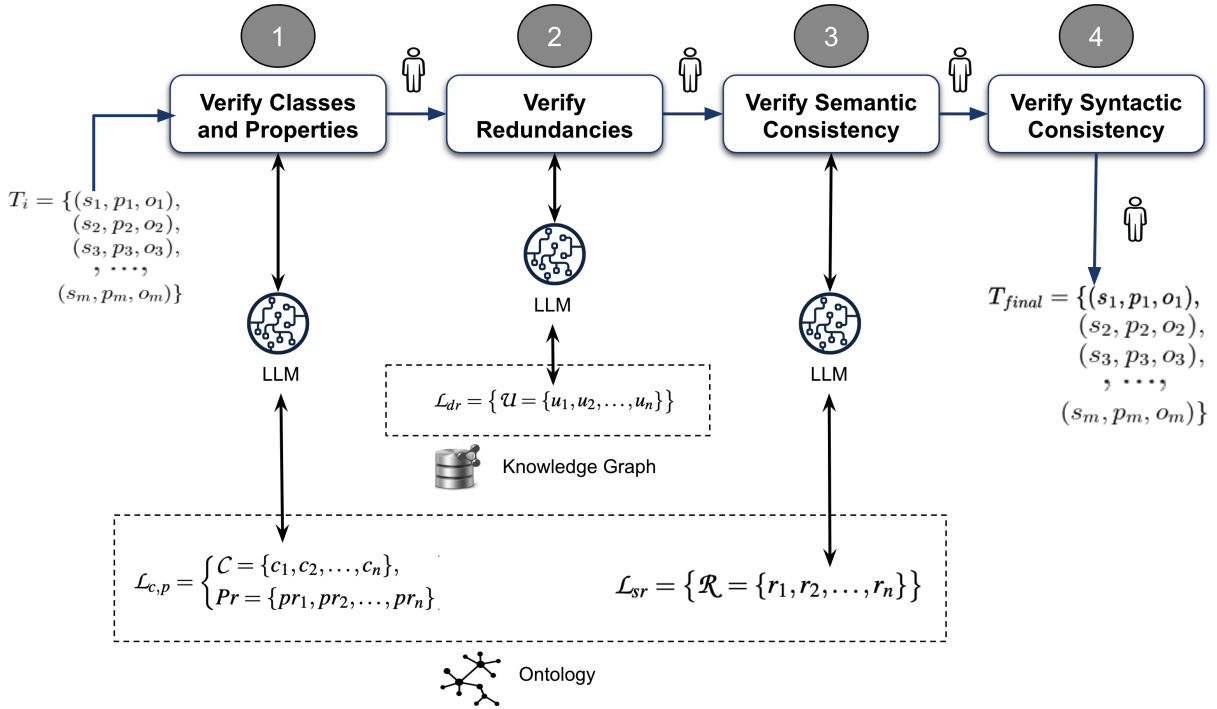 1
2
3
4
Verify Classes
and Properties
Verify
Redundancies
Verify Semantic
Consistency
Verify Syntactic
Consistency
T_i = {(s_1, p_1, o_1),
(s_2, p_2, o_2),
(s_3, p_3, o_3),
, ...,
(s_m, p_m, o_m)}
LLM
LLM
LLM
T_final = {(s_1, p_1, o_1),
(s_2, p_2, o_2),
(s_3, p_3, o_3),
, ...,
(s_m, p_m, o_m)}
ℒ_dr = { 𝒰 = {u_1, u_2, ..., u_n}}
Knowledge Graph
ℒ_c,p = { 𝒞 = {c_1, c_2, ..., c_n},
Pr = {pr_1, pr_2, ..., pr_n}
ℒ_sr = { ℛ = {r_1, r_2, ..., r_n}}
Ontology